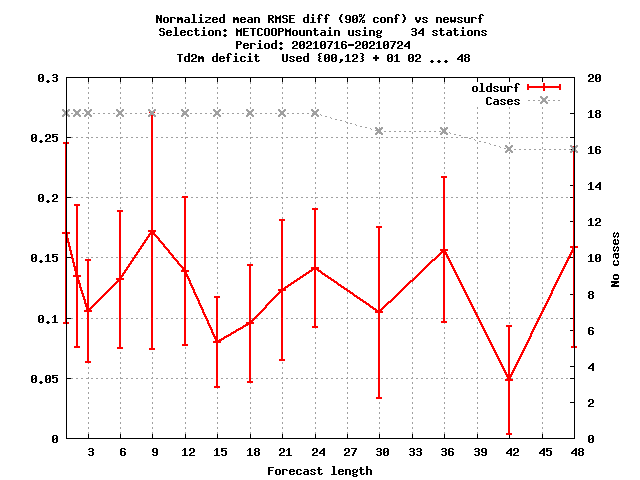 Normalized mean RMSE diff (90% conf) vs newsurf
Selection: METCOOPMountain using    34 stations
Period: 20210716-20210724
Td2m deficit   Used {00,12} + 01 02 ... 48
oldsurf
Cases
0.3
0.25
0.2
0.15
0.1
0.05
0
20
18
16
14
12
10
8
6
4
2
0
No cases
3 6 9 12 15 18 21 24 27 30 33 36 39 42 45 48
Forecast length